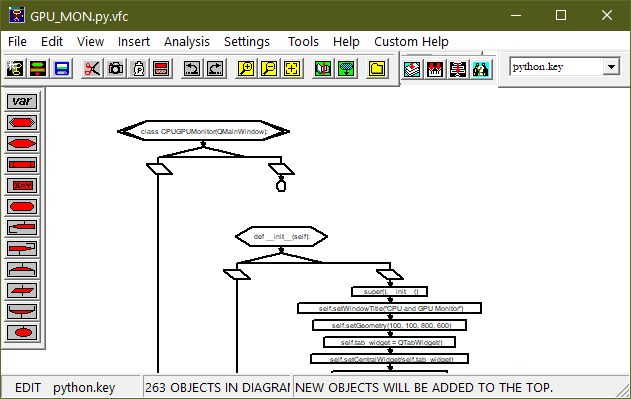 GPU_MON.py.vfc
File Edit View Insert Analysis Settings Tools Help Custom Help
python.key
var
class CPUGPUMonitor(QMainWindow):
X=Y
def __init__(self):
super().__init__()
self.setWindowTitle("CPU and GPU Monitor")
self.setGeometry(100, 100, 800, 600)
self.tab_widget = QTabWidget()
self.setCentralWidget(self.tab_widget)
EDIT python.key 263 OBJECTS IN DIAGRAM NEW OBJECTS WILL BE ADDED TO THE TOP.